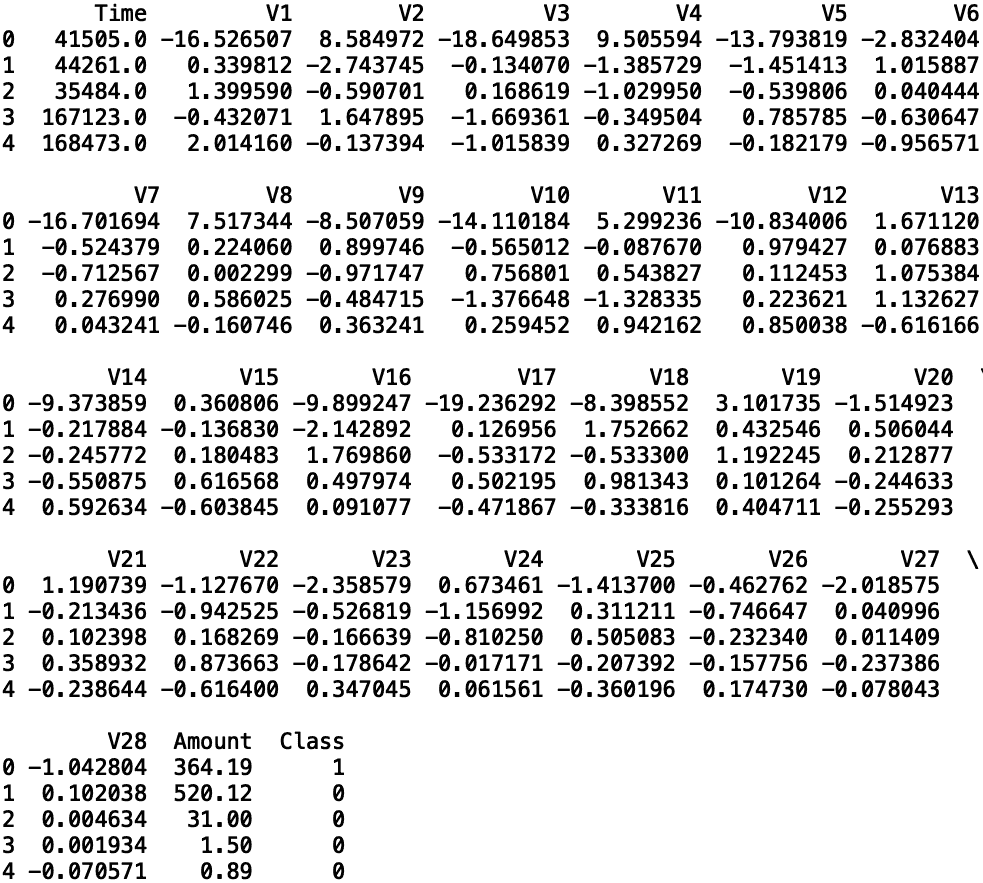 Time V1 V2 V3 V4 V5 V6
0 41505.0 -16.526507 8.584972 -18.649853 9.505594 -13.793819 -2.832404
1 44261.0 0.339812 -2.743745 -0.134070 -1.385729 -1.451413 1.015887
2 35484.0 1.399590 -0.590701 0.168619 -1.029950 -0.539806 0.040444
3 167123.0 -0.432071 1.647895 -1.669361 -0.349504 0.785785 -0.630647
4 168473.0 2.014160 -0.137394 -1.015839 0.327269 -0.182179 -0.956571
V7 V8 V9 V10 V11 V12 V13
0 -16.701694 7.517344 -8.507059 -14.110184 5.299236 -10.834006 1.671120
1 -0.524379 0.224060 0.899746 -0.565012 -0.087670 0.979427 0.076883
2 -0.712567 0.002299 -0.971747 0.756801 0.543827 0.112453 1.075384
3 0.276990 0.586025 -0.484715 -1.376648 -1.328335 0.223621 1.132627
4 0.043241 -0.160746 0.363241 0.259452 0.942162 0.850038 -0.616166
V14 V15 V16 V17 V18 V19 V20 \
0 -9.373859 0.360806 -9.899247 -19.236292 -8.398552 3.101735 -1.514923
1 -0.217884 -0.136830 -2.142892 0.126956 1.752662 0.432546 0.506044
2 -0.245772 0.180483 1.769860 -0.533172 -0.533300 1.192245 0.212877
3 -0.550875 0.616568 0.497974 0.502195 0.981343 0.101264 -0.244633
4 0.592634 -0.603845 0.091077 -0.471867 -0.333816 0.404711 -0.255293
V21 V22 V23 V24 V25 V26 V27 \
0 1.190739 -1.127670 -2.358579 0.673461 -1.413700 -0.462762 -2.018575
1 -0.213436 -0.942525 -0.526819 -1.156992 0.311211 -0.746647 0.040996
2 0.102398 0.168269 -0.166639 -0.810250 0.505083 -0.232340 0.011409
3 0.358932 0.873663 -0.178642 -0.017171 -0.207392 -0.157756 -0.237386
4 -0.238644 -0.616400 0.347045 0.061561 -0.360196 0.174730 -0.078043
V28 Amount Class
0 -1.042804 364.19 1
1 0.102038 520.12 0
2 0.004634 31.00 0
3 0.001934 1.50 0
4 -0.070571 0.89 0